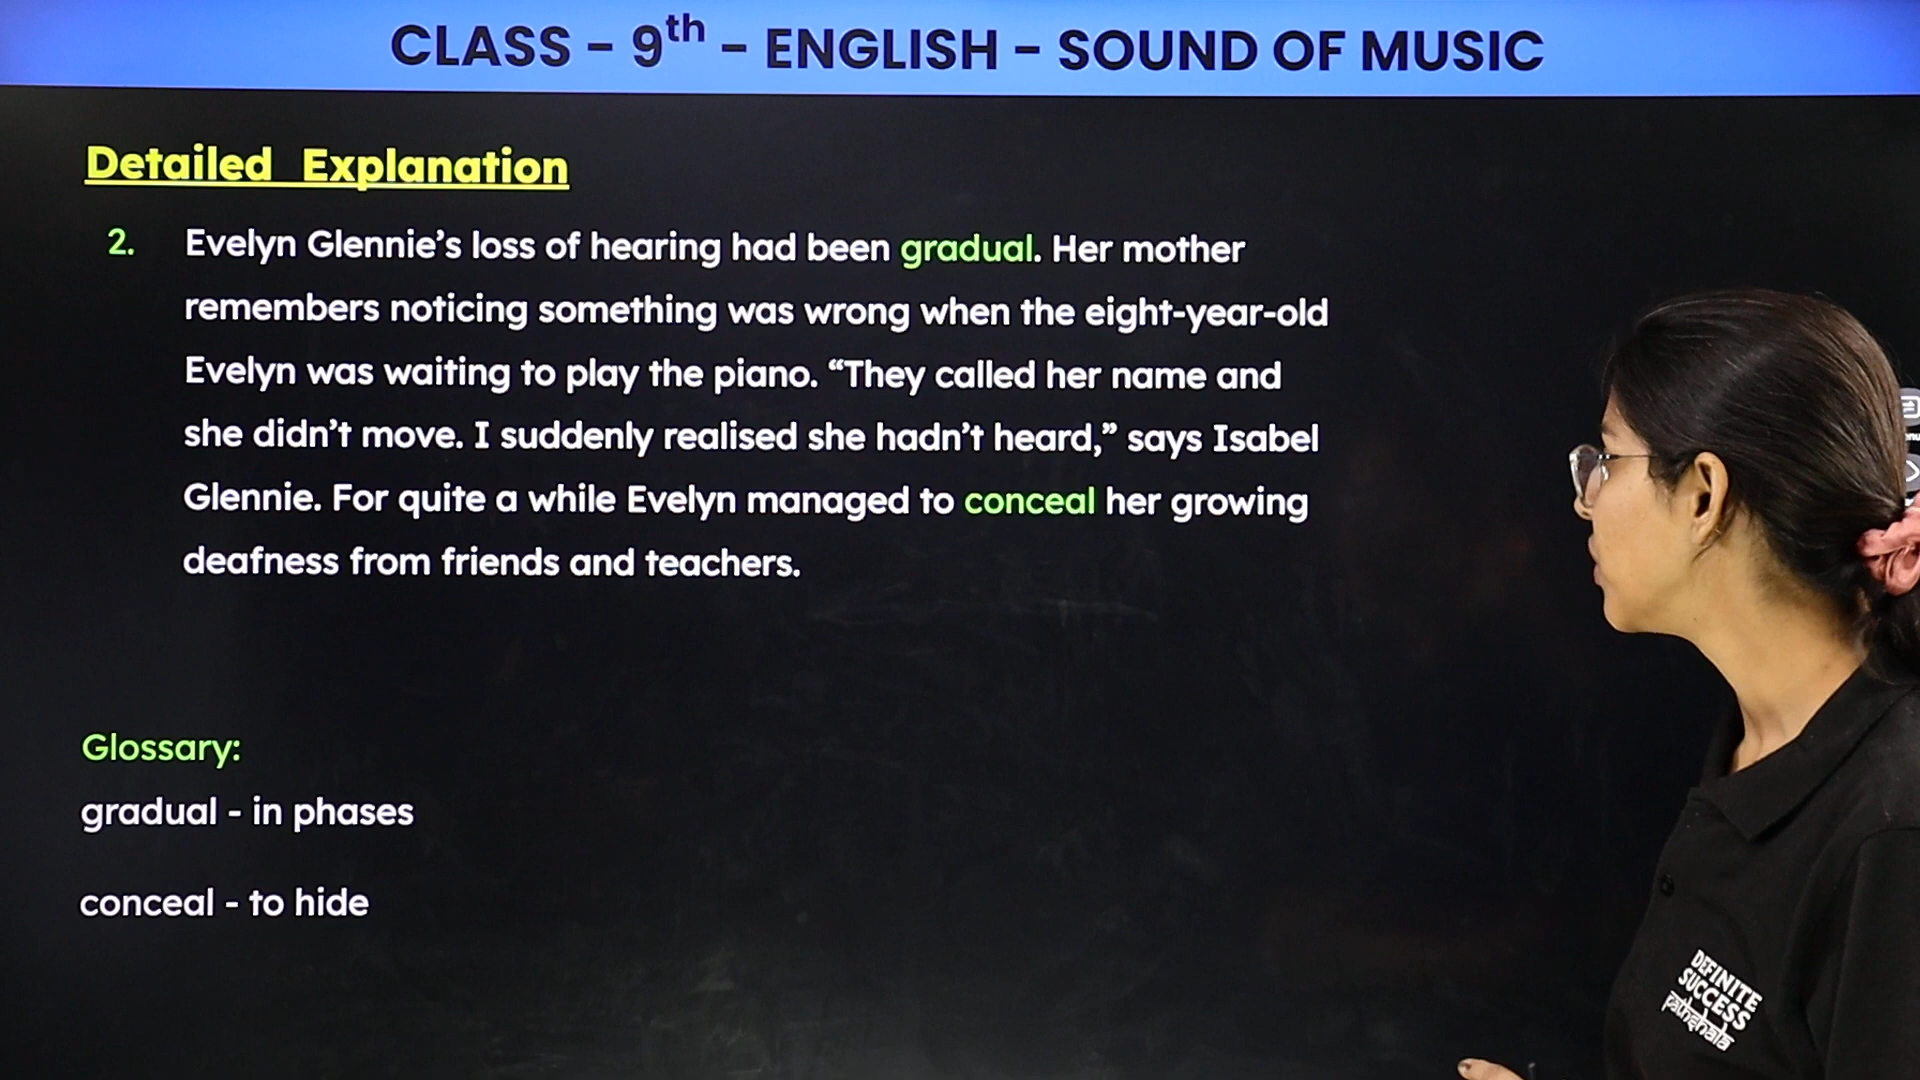 CLASS - 9th - ENGLISH - SOUND OF MUSIC
Detailed Explanation
2. Evelyn Glennie’s loss of hearing had been gradual. Her mother
remembers noticing something was wrong when the eight-year-old
Evelyn was waiting to play the piano. “They called her name and
she didn’t move. I suddenly realised she hadn’t heard,” says Isabel
Glennie. For quite a while Evelyn managed to conceal her growing
deafness from friends and teachers.
Glossary:
gradual - in phases
conceal - to hide
DEFINITE
SUCCESS
pathshala